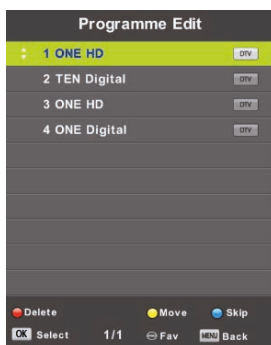 Programme Edit
1 ONE HD DTV
2 TEN Digital DTV
3 ONE HD DTV
4 ONE Digital DTV
Delete Move Skip
OK Select 1/1 Fav MENU Back